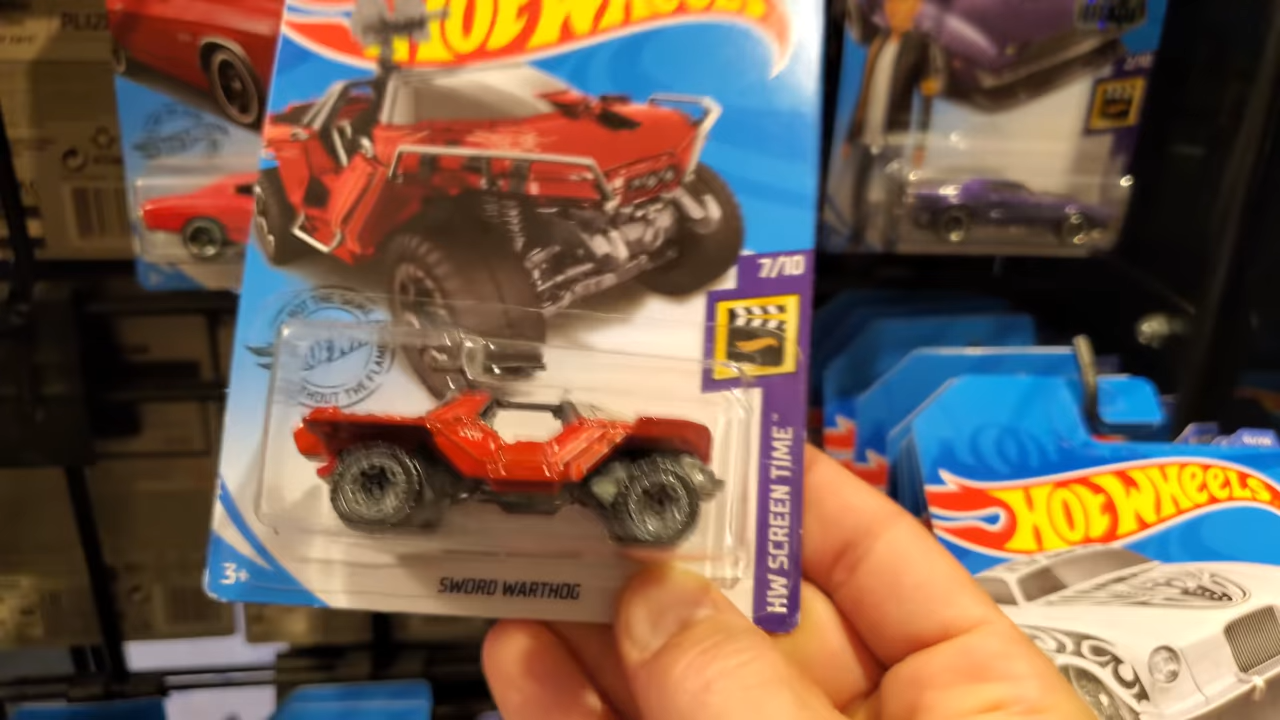 HOT WHEELS
7/10
HW SCREEN TIME™
3+
SWORD WARTHOG
HOT WHEELS